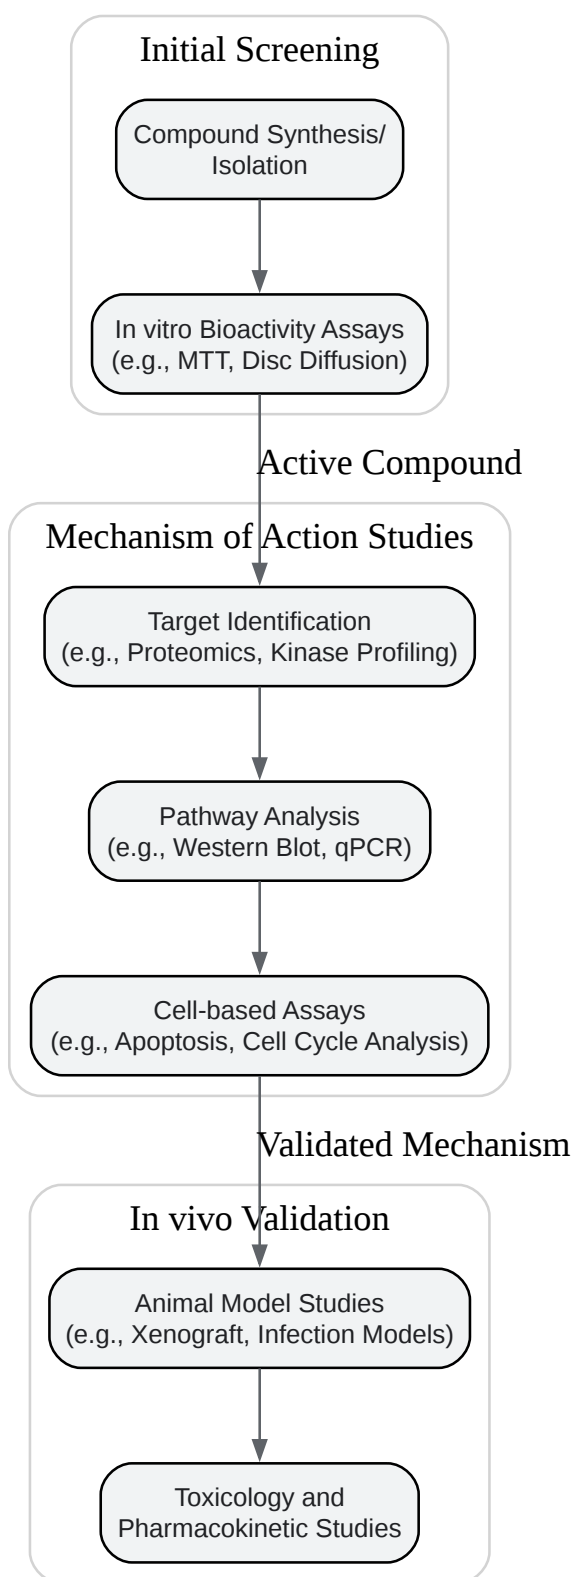 Initial Screening
Compound Synthesis/
Isolation
In vitro Bioactivity Assays
(e.g., MTT, Disc Diffusion)
Active Compound
Mechanism of Action Studies
Target Identification
(e.g., Proteomics, Kinase Profiling)
Pathway Analysis
(e.g., Western Blot, qPCR)
Cell-based Assays
(e.g., Apoptosis, Cell Cycle Analysis)
Validated Mechanism
In vivo Validation
Animal Model Studies
(e.g., Xenograft, Infection Models)
Toxicology and
Pharmacokinetic Studies